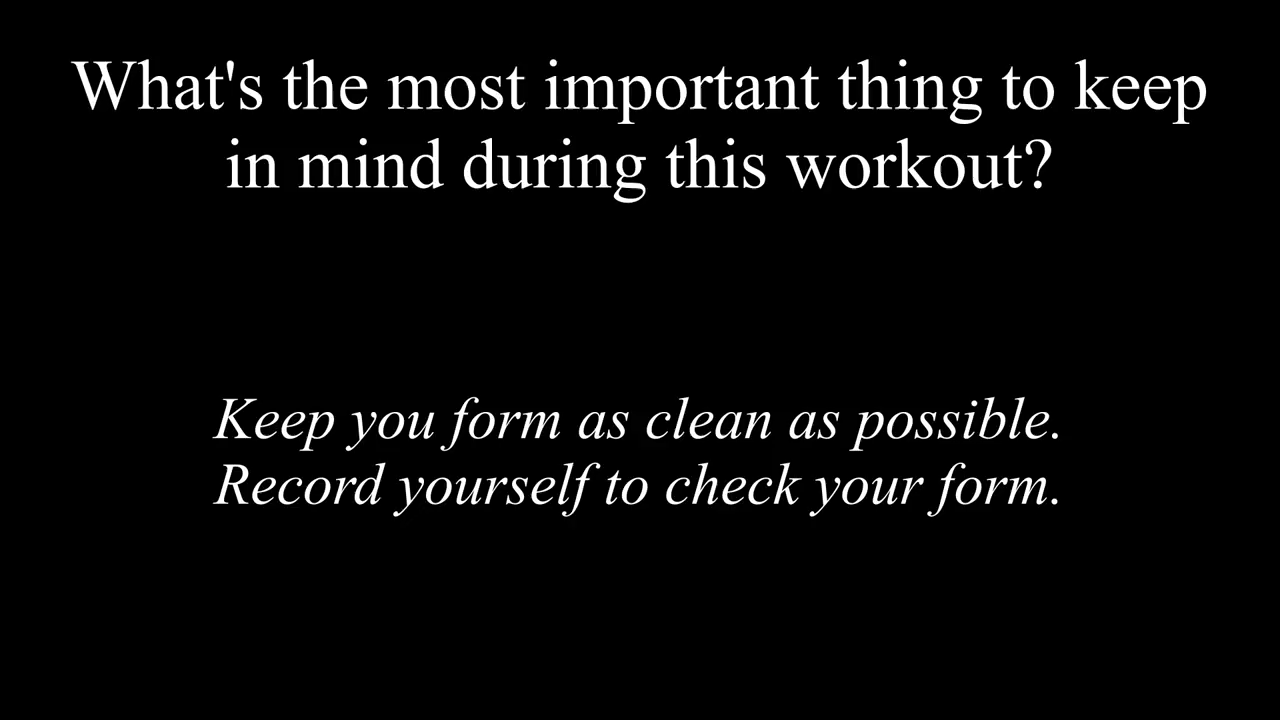 What's the most important thing to keep
in mind during this workout?
Keep you form as clean as possible.
Record yourself to check your form.